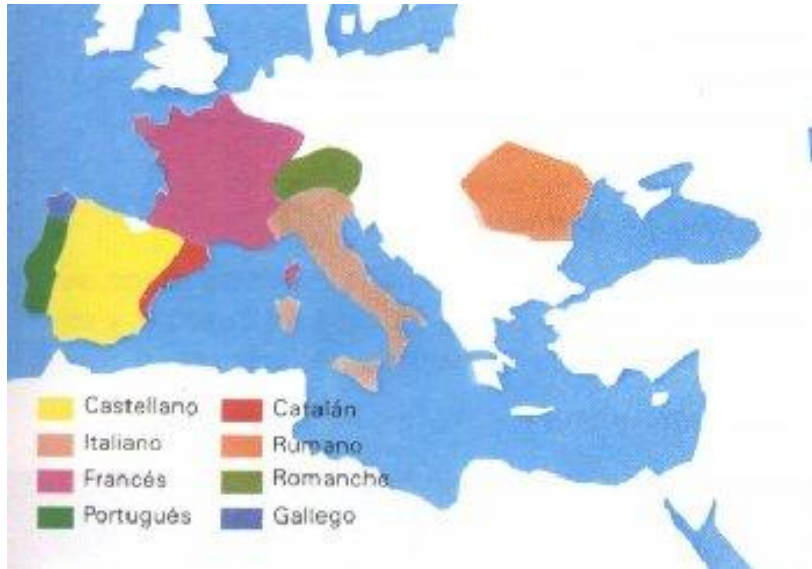 Castellano Catalán
Italiano Rumano
Francés Romanche
Portugués Gallego